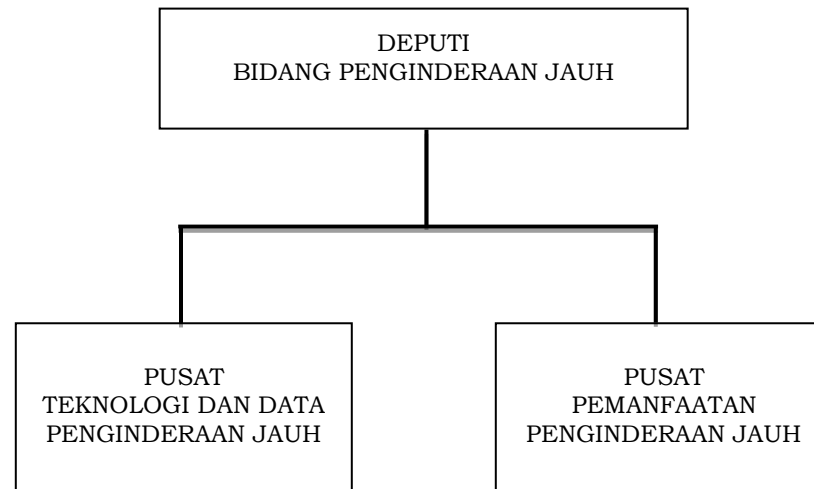 DEPUTI
BIDANG PENGINDERAAN JAUH
PUSAT
TEKNOLOGI DAN DATA
PENGINDERAAN JAUH
PUSAT
PEMANFAATAN
PENGINDERAAN JAUH